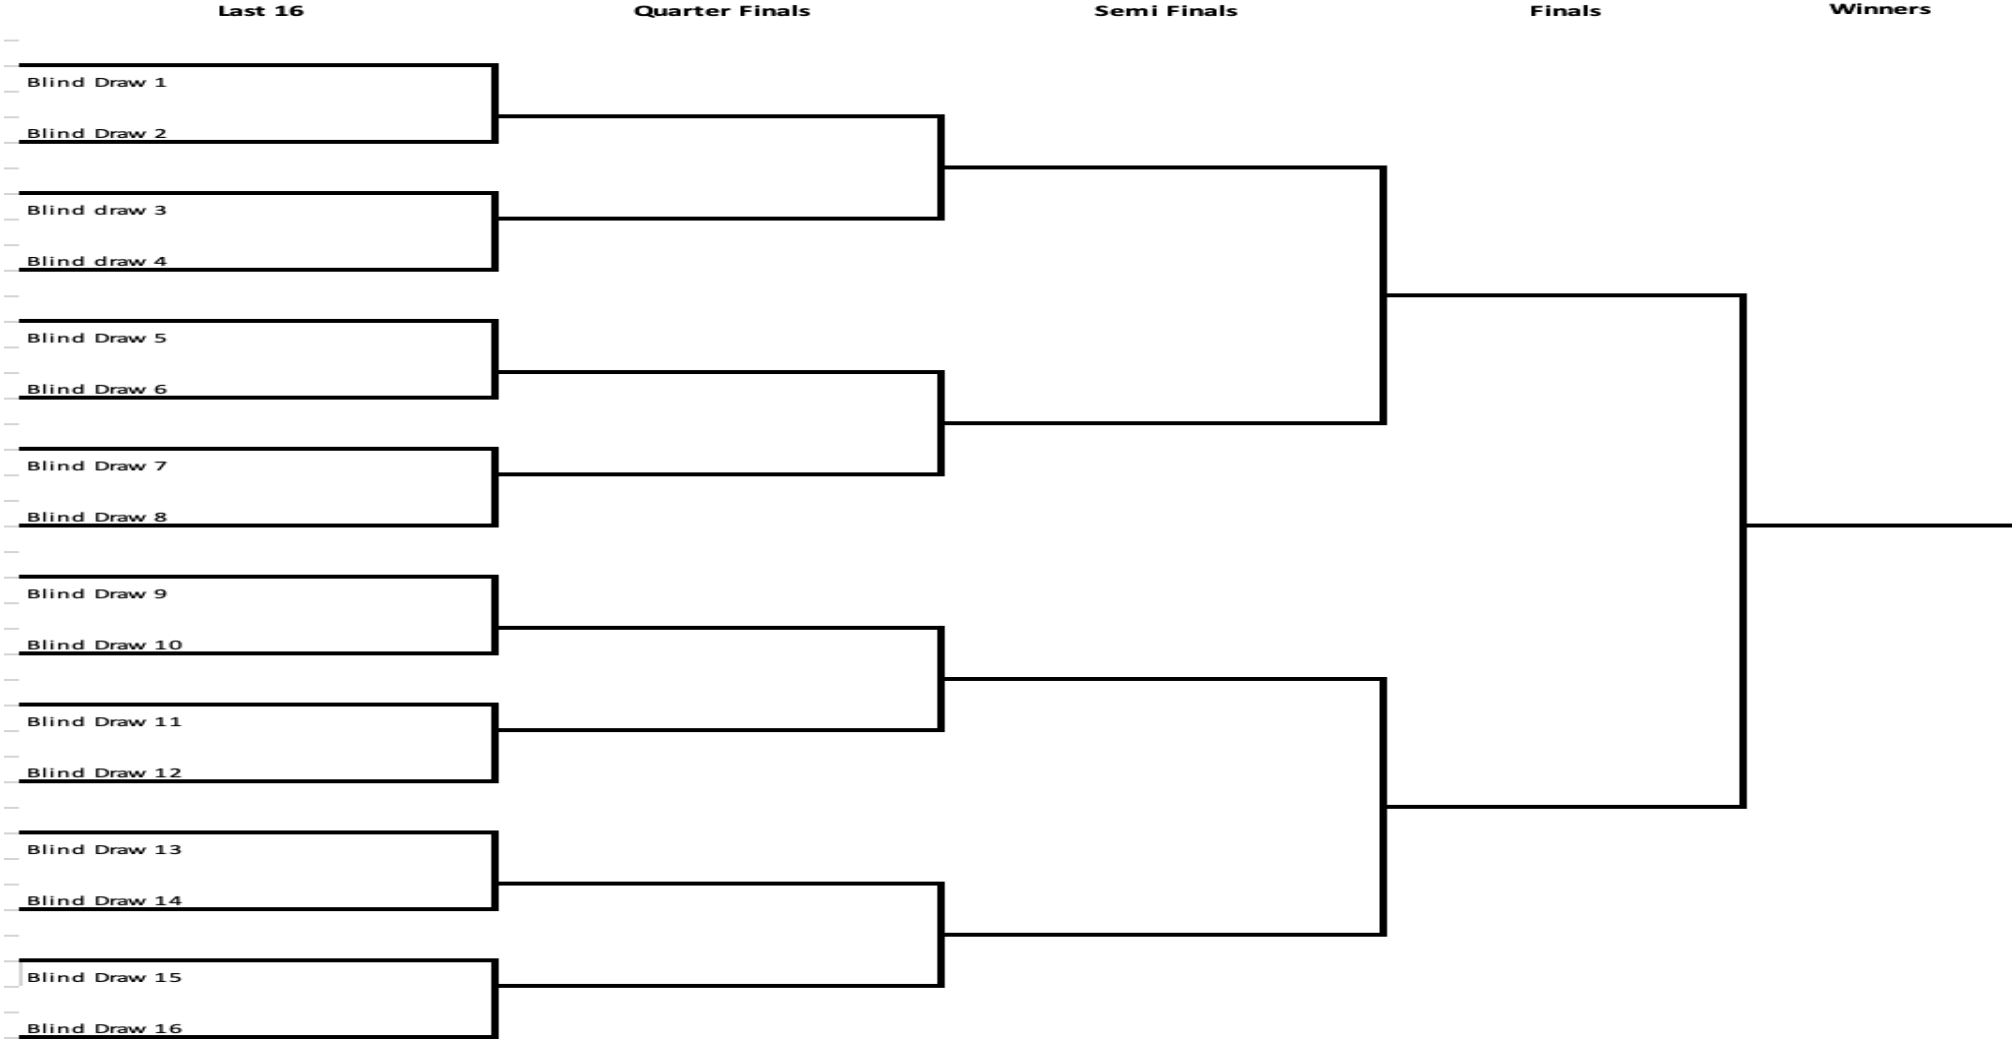 Last 16 Quarter Finals Semi Finals Finals Winners
Blind Draw 1
Blind Draw 2
Blind draw 3
Blind draw 4
Blind Draw 5
Blind Draw 6
Blind Draw 7
Blind Draw 8
Blind Draw 9
Blind Draw 10
Blind Draw 11
Blind Draw 12
Blind Draw 13
Blind Draw 14
Blind Draw 15
Blind Draw 16